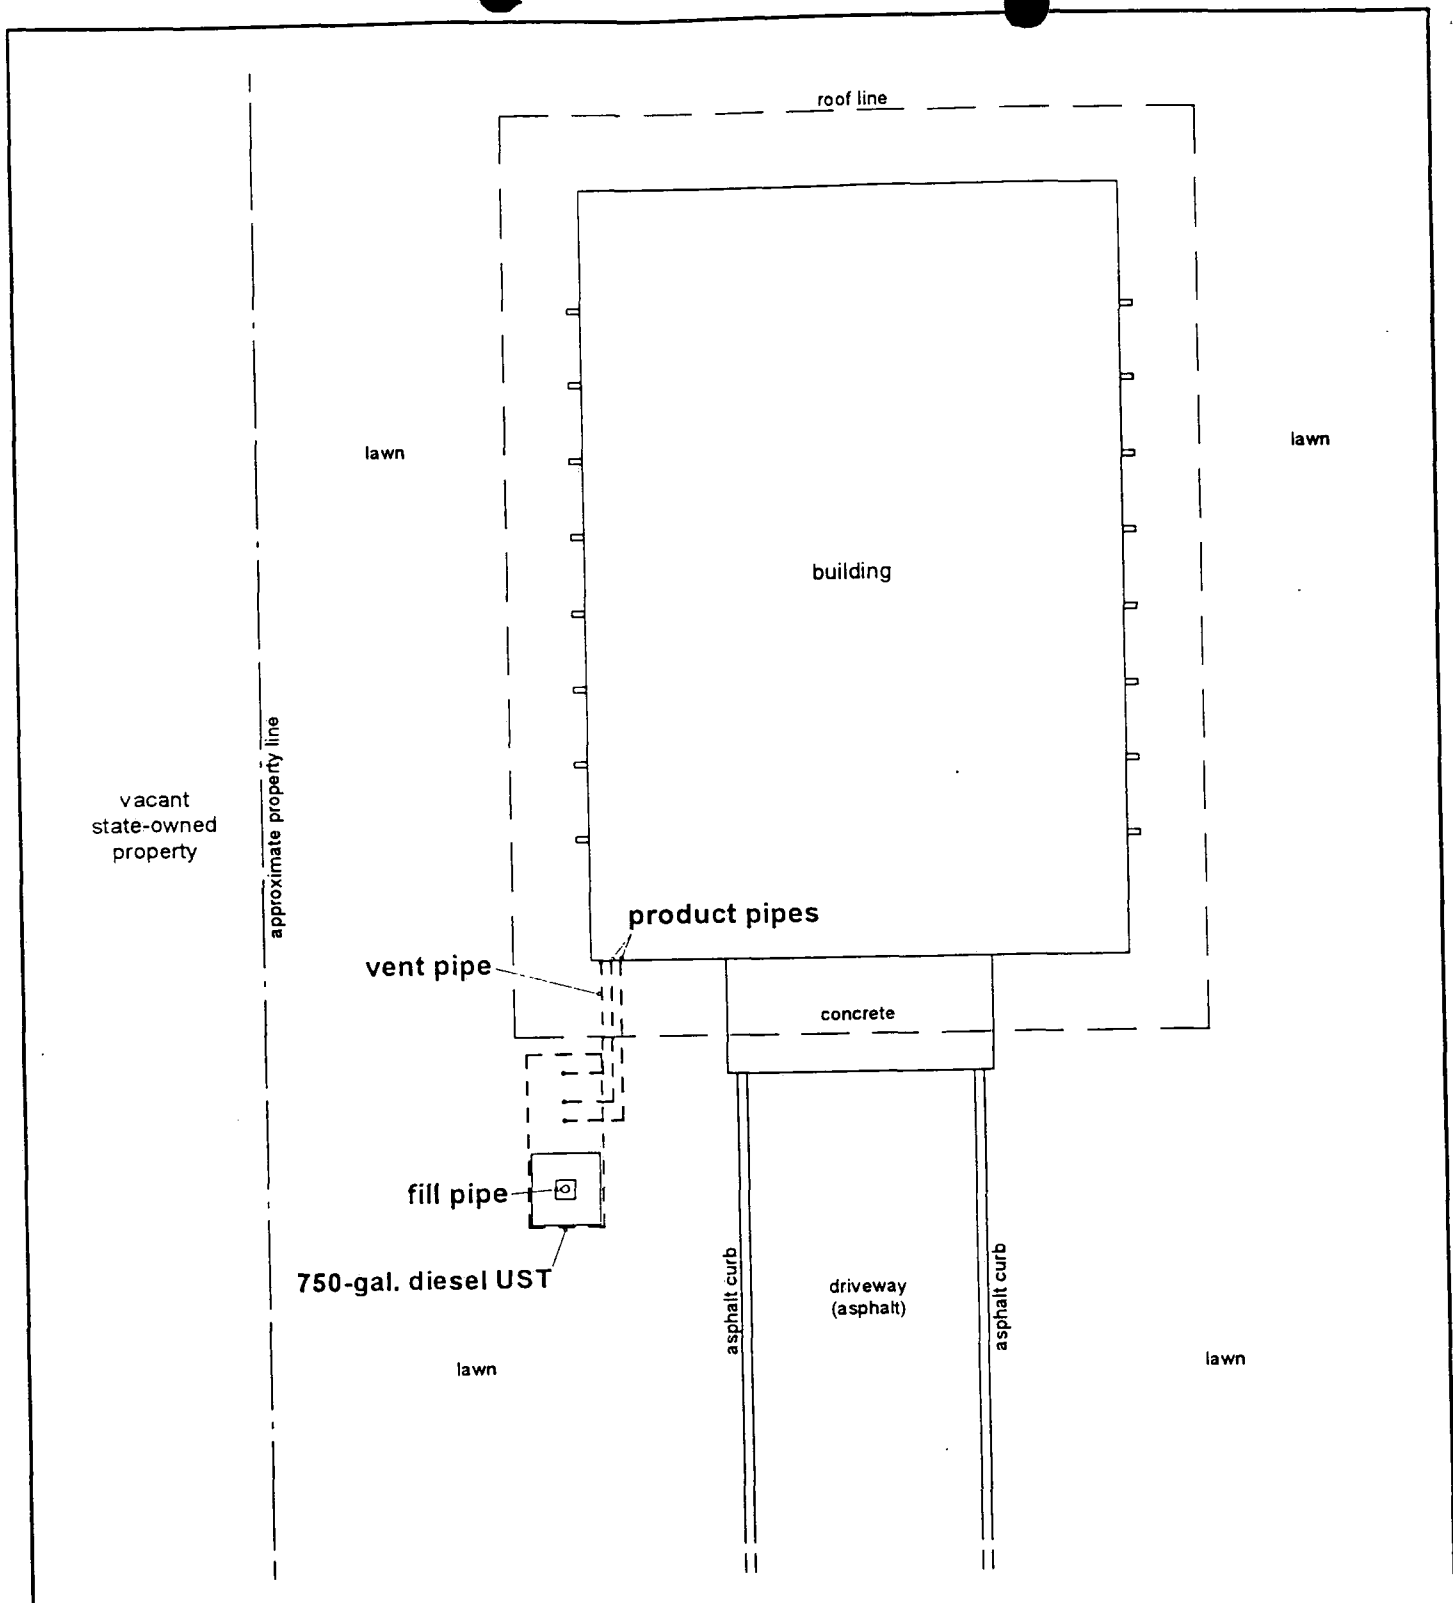 roof line
lawn
lawn
building
approximate property line
vacant
state-owned
property
product pipes
vent pipe
concrete
fill pipe
750-gal. diesel UST
asphalt curb
driveway
(asphalt)
asphalt curb
lawn
lawn